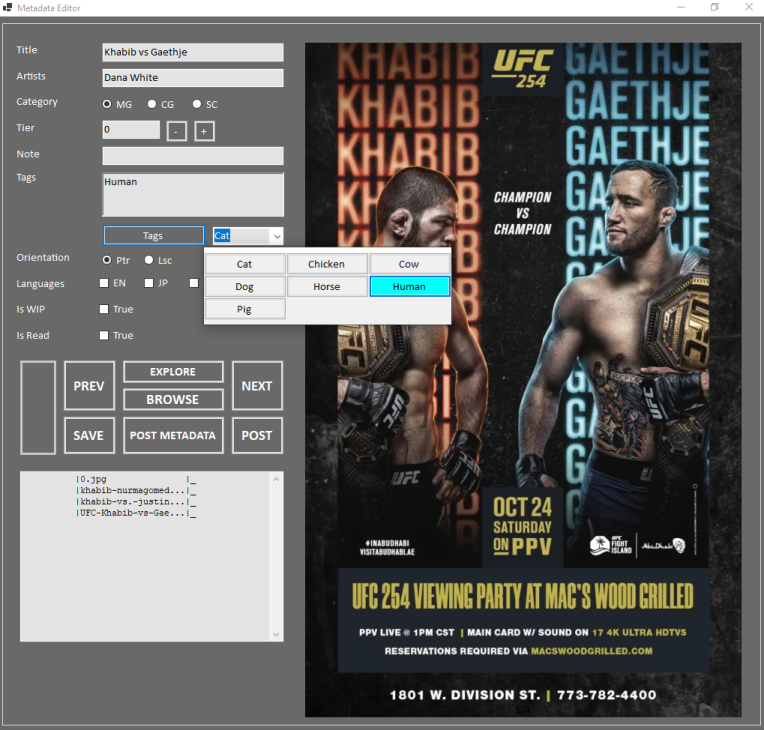 Metadata Editor
Title
Khabib vs Gaethje
Artists
Dana White
Category
MG
CG
SC
Tier
0
-
+
Note
Tags
Human
Tags
Cat
Cat
Chicken
Cow
Dog
Horse
Human
Pig
Orientation
Ptr
Lsc
Languages
EN
JP
Is WIP
True
Is Read
True
PREV
EXPLORE
BROWSE
NEXT
SAVE
POST METADATA
POST
|0.jpg |_
|khabib-nurmagomed...|_
|khabib-vs.-justin...|_
|UFC-Khabib-vs-Gae...|_
KHABIB
KHABIB
KHABIB
UFC
254
GAETHJE
GAETHJE
GAETHJE
CHAMPION
VS
CHAMPION
UFC
UFC
UFC
OCT 24
SATURDAY
ON PPV
#INABUDHABI
VISITABUDHABI.AE
UFC
FIGHT
ISLAND
Abu Dhabi
UFC 254 VIEWING PARTY AT MAC'S WOOD GRILLED
PPV LIVE @ 1PM CST | MAIN CARD W/ SOUND ON 17 4K ULTRA HDTVS
RESERVATIONS REQUIRED VIA MACSWOODGRILLED.COM
1801 W. DIVISION ST. | 773-782-4400